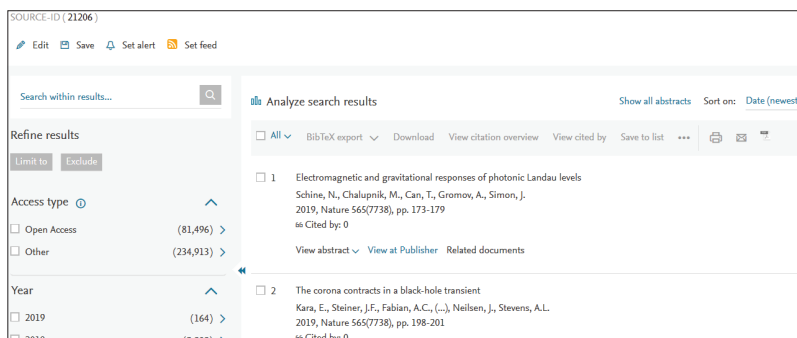 SOURCE-ID ( 21206 )
Edit Save Set alert Set feed
Search within results...
Refine results
Limit to Exclude
Access type
Open Access (81,496)
Other (234,913)
Year
2019 (164)
Analyze search results Show all abstracts Sort on: Date (newest
All BibTeX export Download View citation overview View cited by Save to list
1 Electromagnetic and gravitational responses of photonic Landau levels
Schine, N., Chalupnik, M., Can, T., Gromov, A., Simon, J.
2019, Nature 565(7738), pp. 173-179
Cited by: 0
View abstract View at Publisher Related documents
2 The corona contracts in a black-hole transient
Kara, E., Steiner, J.F., Fabian, A.C., (...), Neilsen, J., Stevens, A.L.
2019, Nature 565(7738), pp. 198-201
Cited by: 0